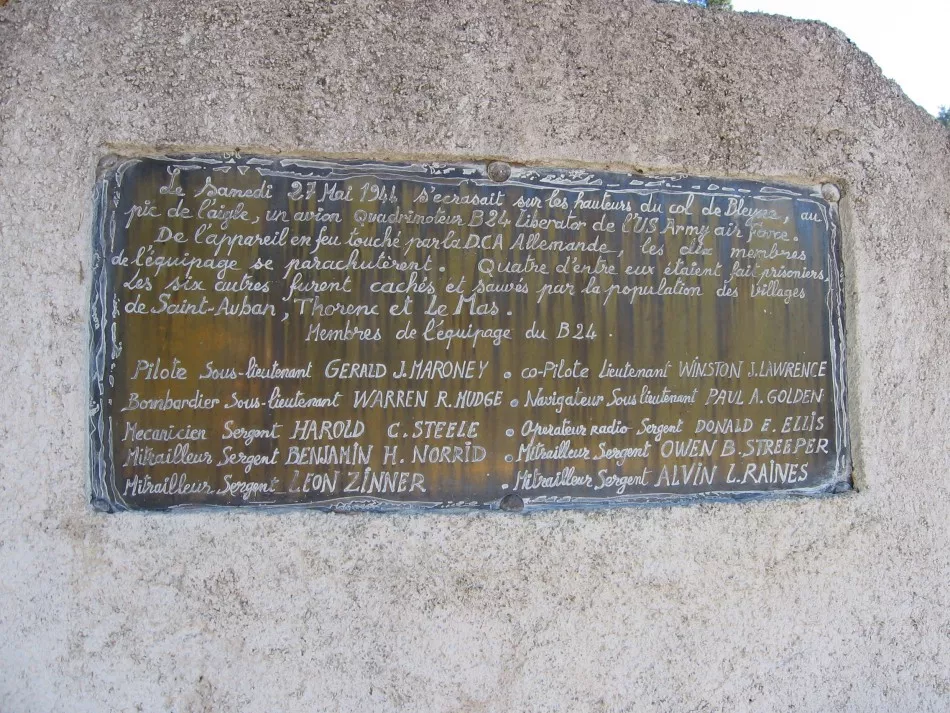 Le Samedi 27 Mai 1944 s'ecrasait sur les hauteurs du col de Bleyne, au
pic de l'aigle, un avion Quadrimoteur B24 Liberator de l'US Army air force.
De l'appareil en feu touché par la D.C.A Allemande, les dix membres
de l'équipage se parachutèrent. Quatre d'entre eux étaient fait prisoniers,
Les six autres furent cachés et sauvés par la population des villages
de Saint-Auban, Thorenc et Le Mas.
Membres de l'équipage du B24.
Pilote Sous-lieutenant GERALD J. MARONEY • co-Pilote Lieutenant WINSTON J. LAWRENCE
Bombardier Sous-lieutenant WARREN R. MUDGE • Navigateur Sous lieutenant PAUL A. GOLDEN
Mecanicien Sergent HAROLD C. STEELE • Operateur radio Sergent DONALD E. ELLIS
Mitrailleur Sergent BENJAMIN H. NORRID • Mitrailleur Sergent OWEN B. STREEPER
Mitrailleur Sergent LEON ZINNER • Mitrailleur Sergent ALVIN L. RAINES